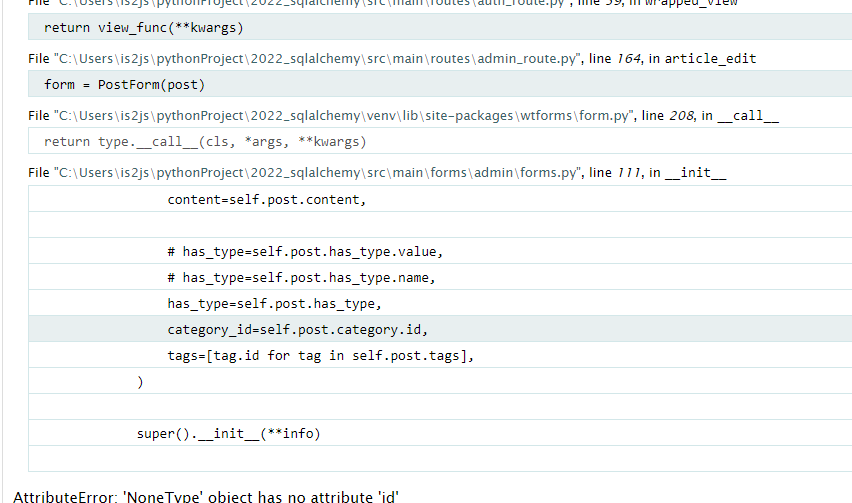 File "C:\Users\is2js\pythonProject\2022_sqlalchemy\src\main\routes\auth_route.py", line 59, in wrapped_view
return view_func(**kwargs)
File "C:\Users\is2js\pythonProject\2022_sqlalchemy\src\main\routes\admin_route.py", line 164, in article_edit
form = PostForm(post)
File "C:\Users\is2js\pythonProject\2022_sqlalchemy\venv\lib\site-packages\wtforms\form.py", line 208, in __call__
return type.__call__(cls, *args, **kwargs)
File "C:\Users\is2js\pythonProject\2022_sqlalchemy\src\main\forms\admin\forms.py", line 111, in __init__
content=self.post.content,
# has_type=self.post.has_type.value,
# has_type=self.post.has_type.name,
has_type=self.post.has_type,
category_id=self.post.category.id,
tags=[tag.id for tag in self.post.tags],
)
super().__init__(**info)
AttributeError: 'NoneType' object has no attribute 'id'